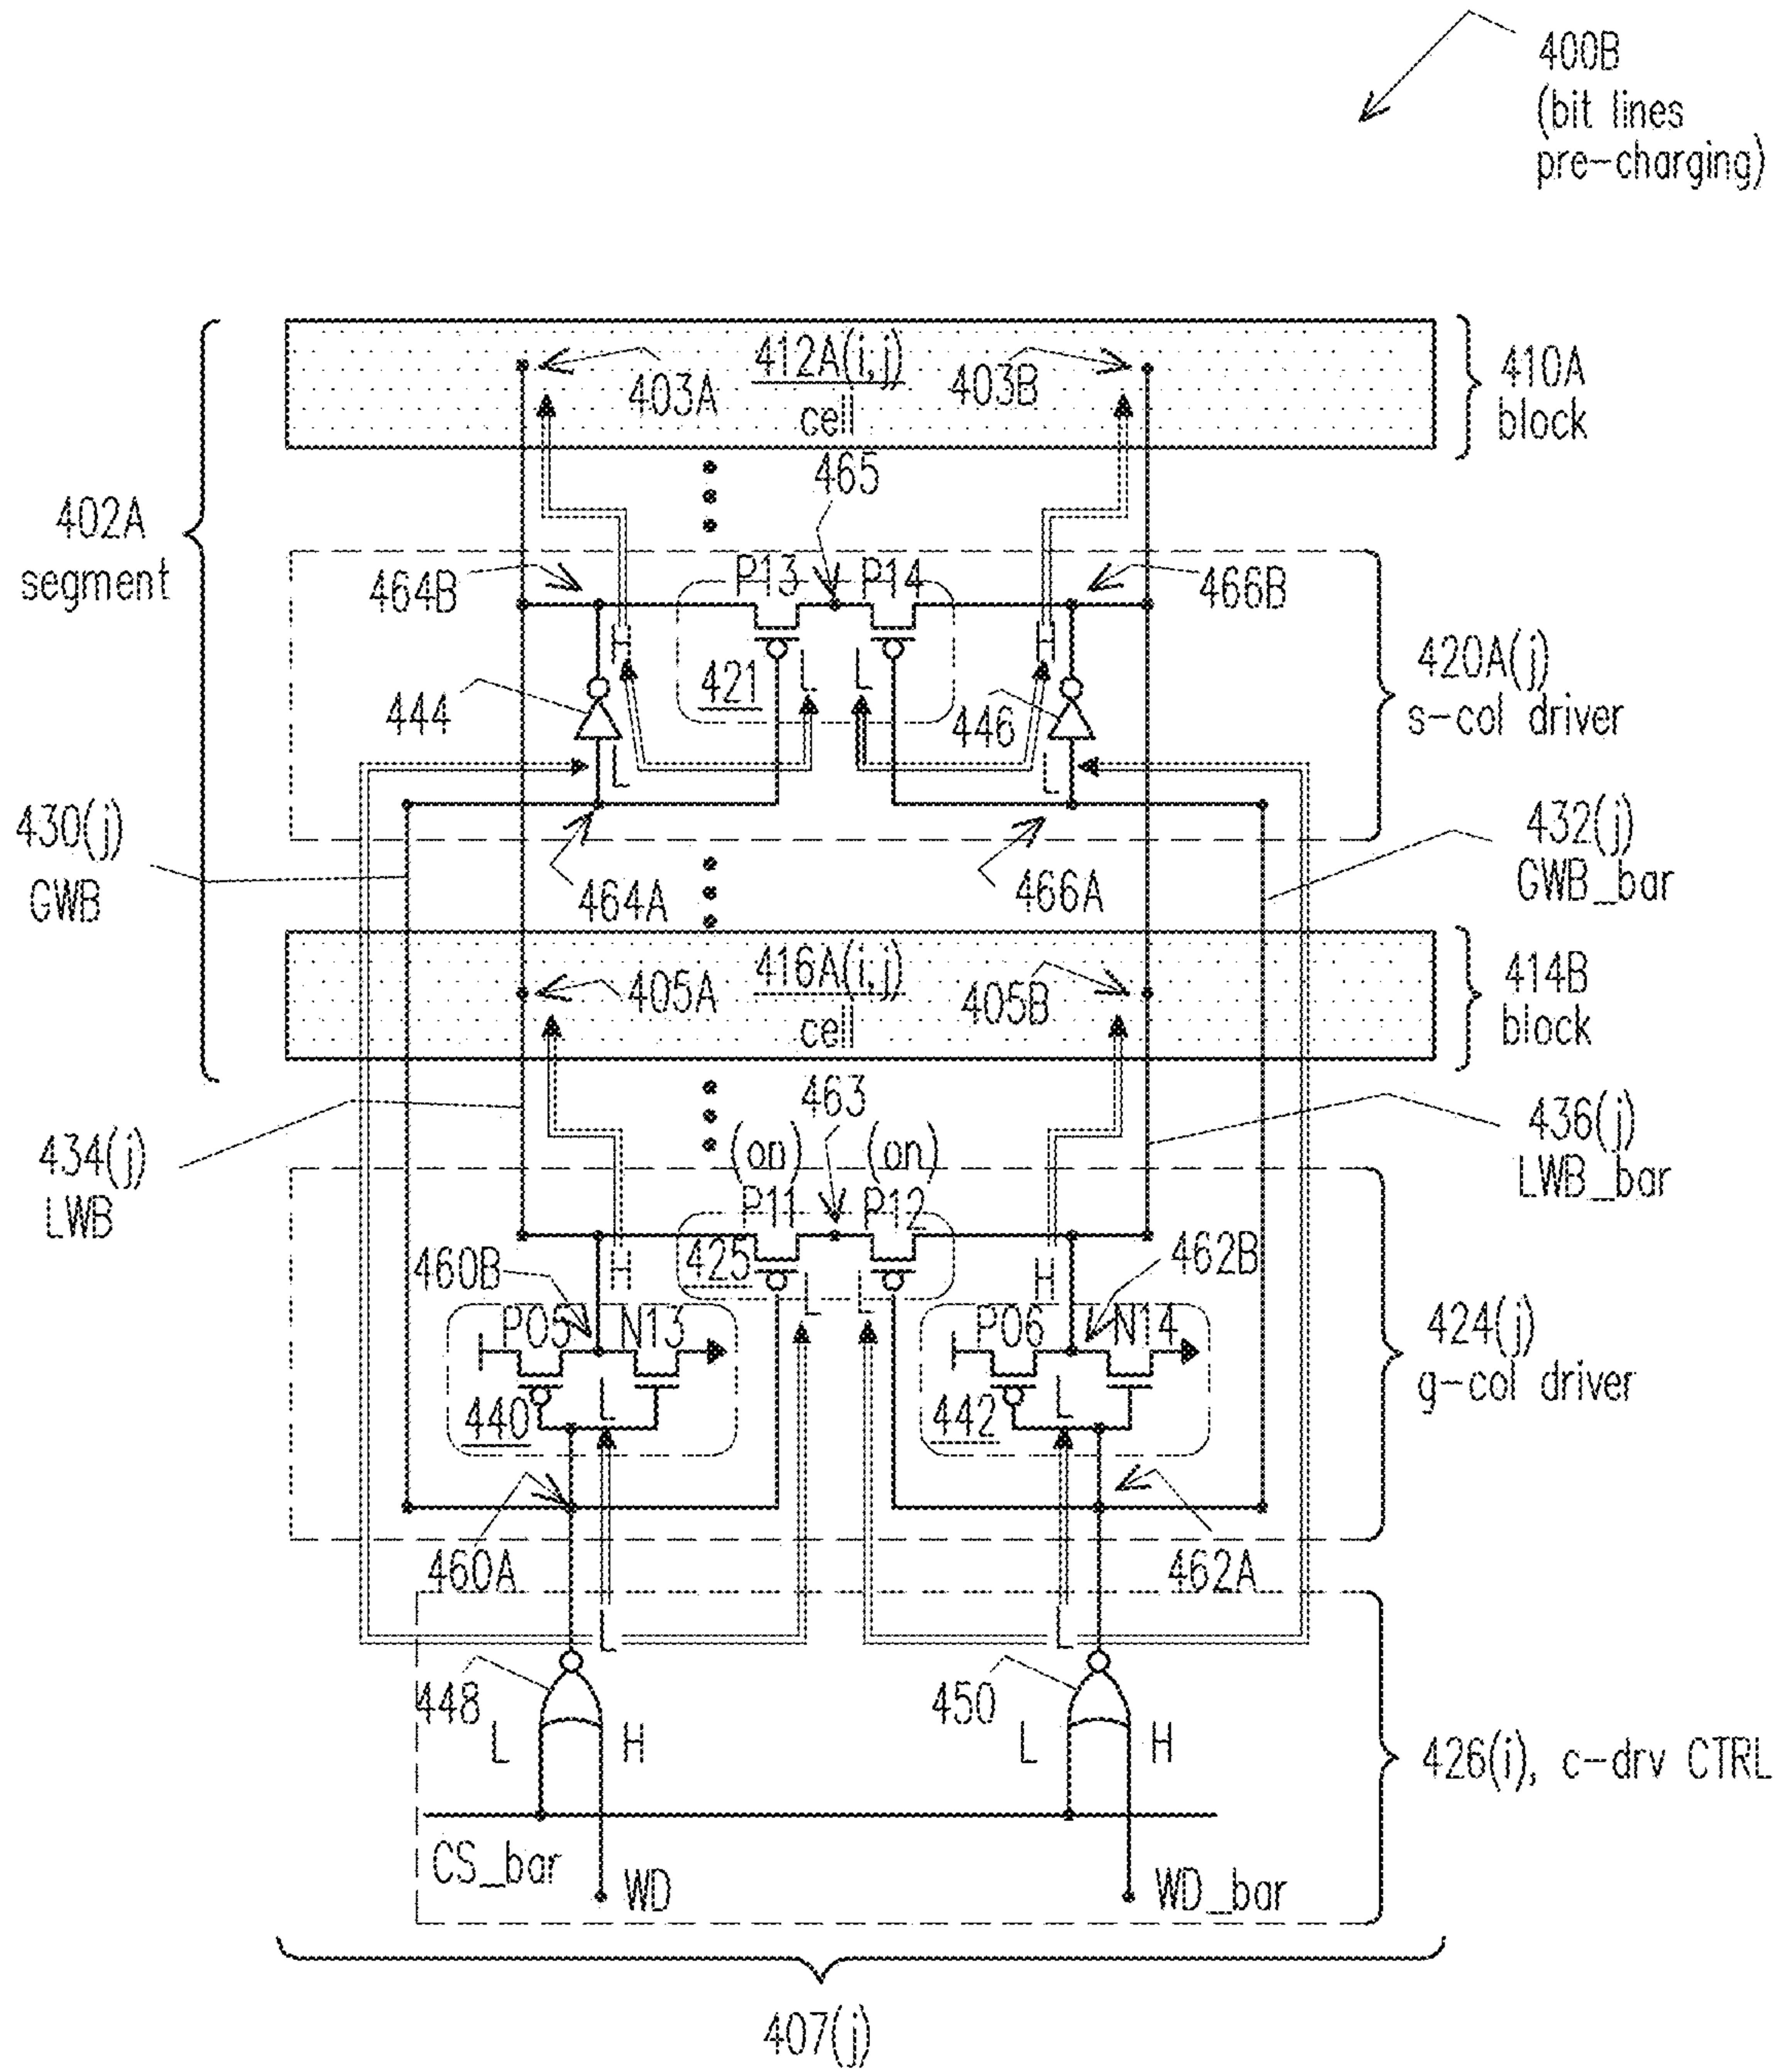 400B
(bit lines
pre-charging)
412A(i,j)
cell
403A
403B
410A
block
465
402A
segment
464B
P13
P14
466B
H
H
421
L
L
444
446
420A(j)
s-col driver
L
L
430(j)
GWB
464A
466A
432(j)
GWB_bar
416A(i,j)
cell
405A
405B
414B
block
463
434(j)
LWB
(on)
(on)
436(j)
LWB_bar
P11
P12
460B
H
425
L
L
H
462B
P05
N13
P06
N14
424(j)
g-col driver
440
L
442
L
460A
462A
L
L
448
450
L
H
L
H
426(i), c-drv CTRL
CS_bar
WD
WD_bar
407(j)